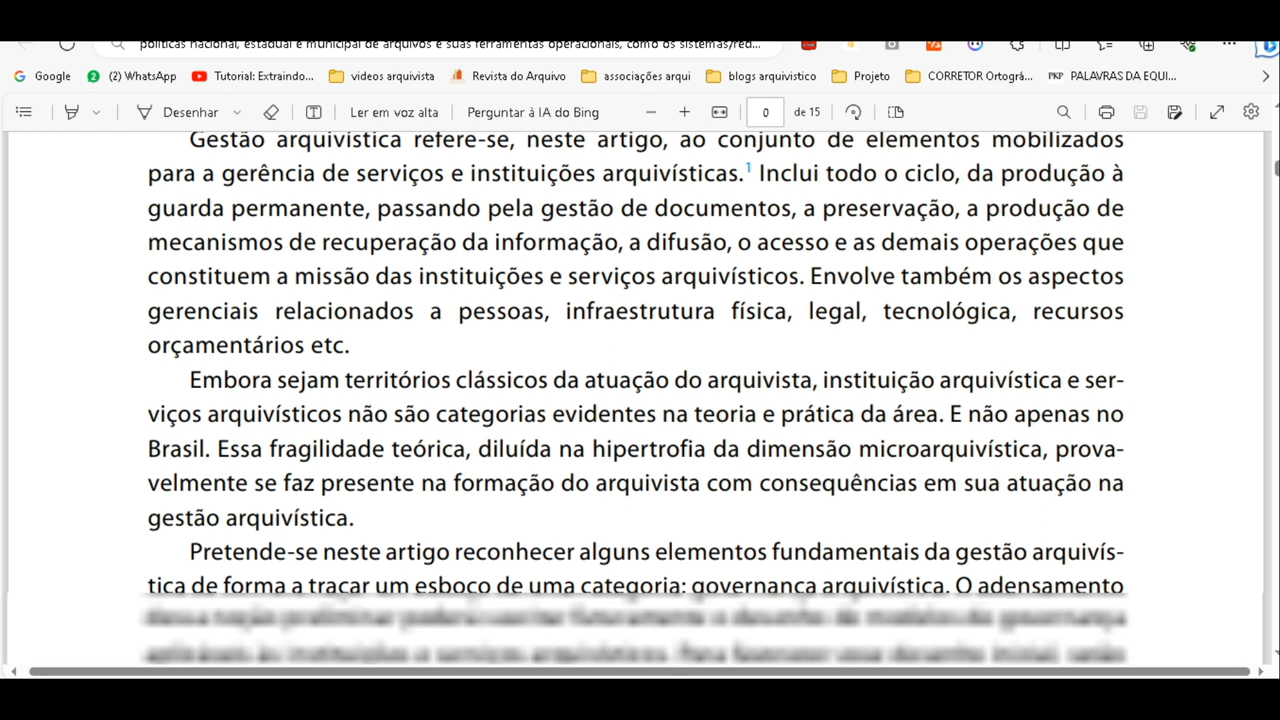 políticas nacional, estadual e municipal de arquivos e suas ferramentas operacionais, como os sistemas/red...
Google (2) WhatsApp Tutorial: Extraindo... videos arquivista Revista do Arquivo associações arqui blogs arquivistico Projeto CORRETOR Ortográ... PKP PALAVRAS DA EQUI...
Desenhar Ler em voz alta Perguntar à IA do Bing 0 de 15
Gestão arquivística refere-se, neste artigo, ao conjunto de elementos mobilizados
para a gerência de serviços e instituições arquivísticas.1 Inclui todo o ciclo, da produção à
guarda permanente, passando pela gestão de documentos, a preservação, a produção de
mecanismos de recuperação da informação, a difusão, o acesso e as demais operações que
constituem a missão das instituições e serviços arquivísticos. Envolve também os aspectos
gerenciais relacionados a pessoas, infraestrutura física, legal, tecnológica, recursos
orçamentários etc.
Embora sejam territórios clássicos da atuação do arquivista, instituição arquivística e ser-
viços arquivísticos não são categorias evidentes na teoria e prática da área. E não apenas no
Brasil. Essa fragilidade teórica, diluída na hipertrofia da dimensão microarquivística, prova-
velmente se faz presente na formação do arquivista com consequências em sua atuação na
gestão arquivística.
Pretende-se neste artigo reconhecer alguns elementos fundamentais da gestão arquivís-
tica de forma a traçar um esboço de uma categoria: governança arquivística. O adensamento